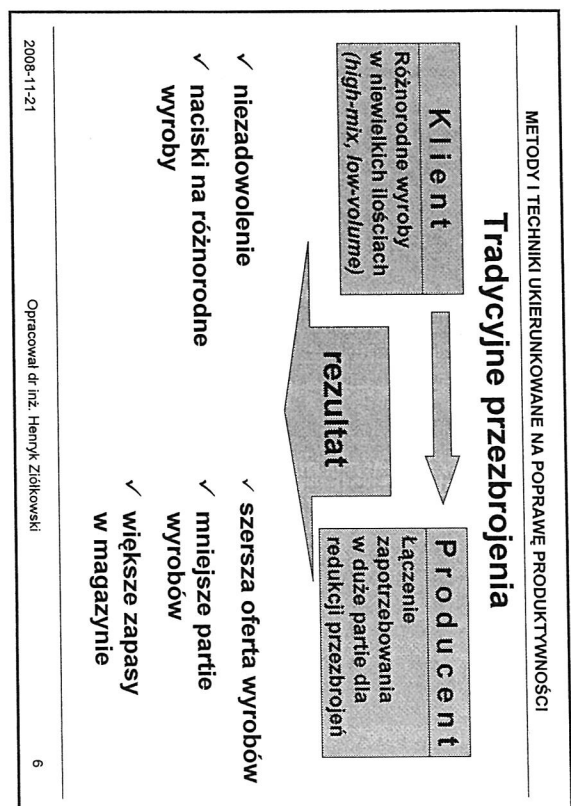 METODY I TECHNIKI UKIERUNKOWANE NA POPRAWĘ PRODUKTYWNOŚCI
Tradycyjne przezbrojenia
Klient
Różnorodne wyroby
w niewielkich ilościach
(high-mix, low-volume)
Producent
Łączenie
zapotrzebowania
w duże partie dla
redukcji przezbrojeń
rezultat
✓ niezadowolenie
✓ naciski na różnorodne
wyroby
✓ szersza oferta wyrobów
✓ mniejsze partie
wyrobów
✓ większe zapasy
w magazynie
2008-11-21
Opracował dr inż. Henryk Ziółkowski
6